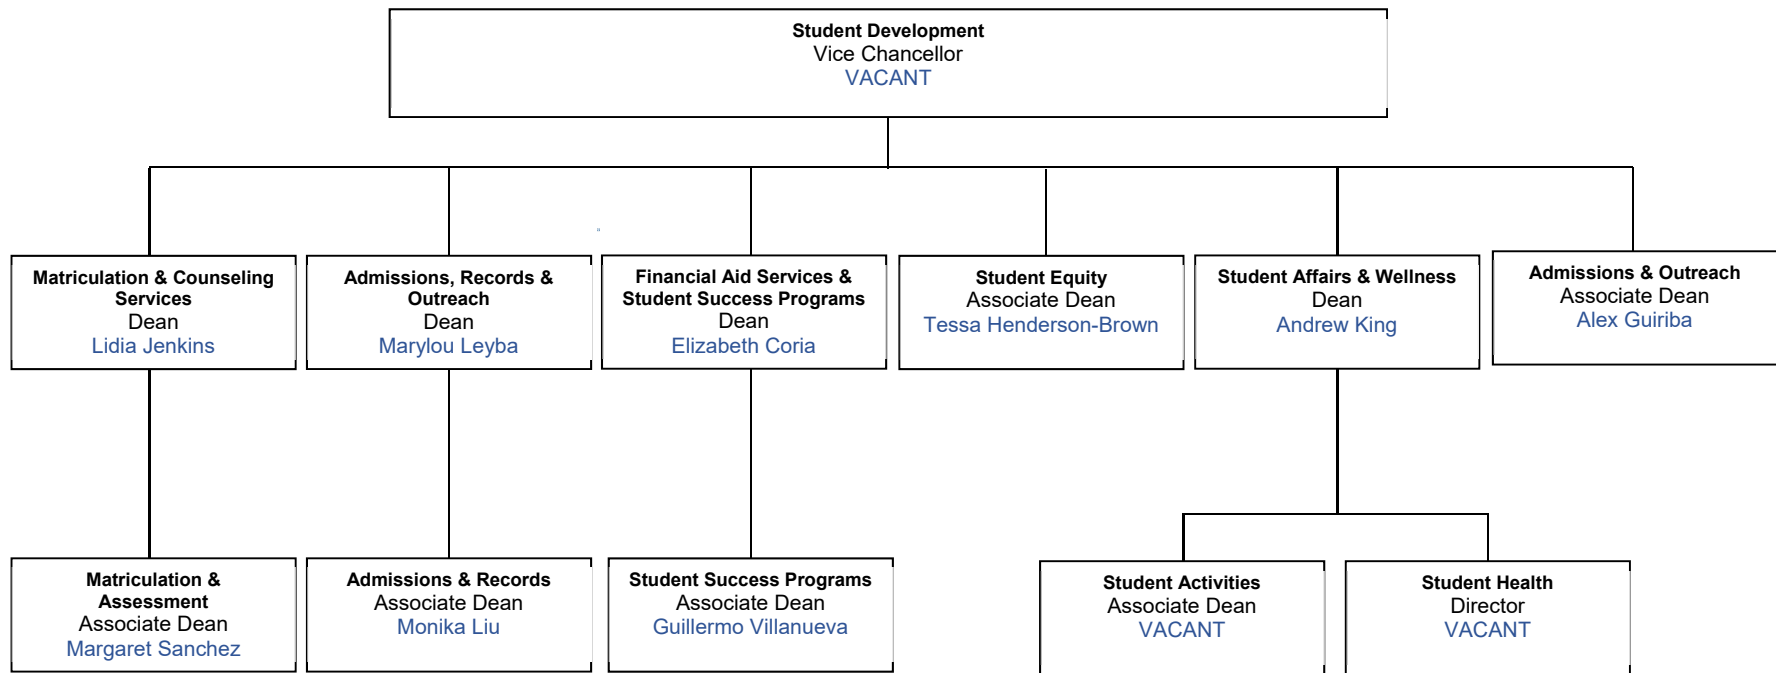 Student Development
Vice Chancellor
VACANT
Matriculation & Counseling
Services
Dean
Lidia Jenkins
Admissions, Records &
Outreach
Dean
Marylou Leyba
Financial Aid Services &
Student Success Programs
Dean
Elizabeth Coria
Student Equity
Associate Dean
Tessa Henderson-Brown
Student Affairs & Wellness
Dean
Andrew King
Admissions & Outreach
Associate Dean
Alex Guiriba
Matriculation &
Assessment
Associate Dean
Margaret Sanchez
Admissions & Records
Associate Dean
Monika Liu
Student Success Programs
Associate Dean
Guillermo Villanueva
Student Activities
Associate Dean
VACANT
Student Health
Director
VACANT